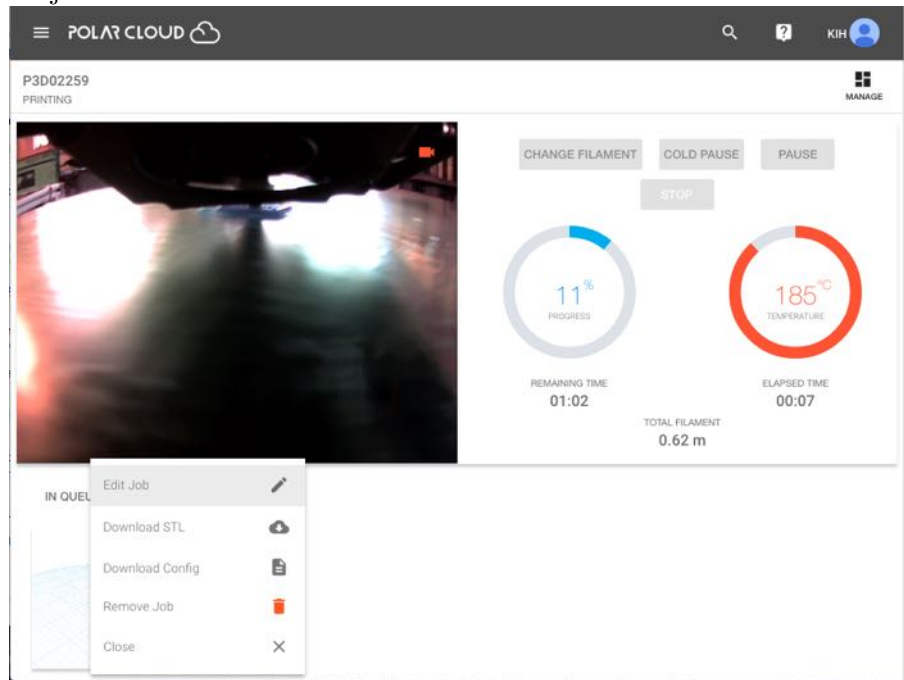 POLAR CLOUD
KIH
P3D02259
PRINTING
MANAGE
CHANGE FILAMENT
COLD PAUSE
PAUSE
STOP
11%
PROGRESS
185°C
TEMPERATURE
REMAINING TIME
01:02
ELAPSED TIME
00:07
TOTAL FILAMENT
0.62 m
IN QUEU
Edit Job
Download STL
Download Config
Remove Job
Close